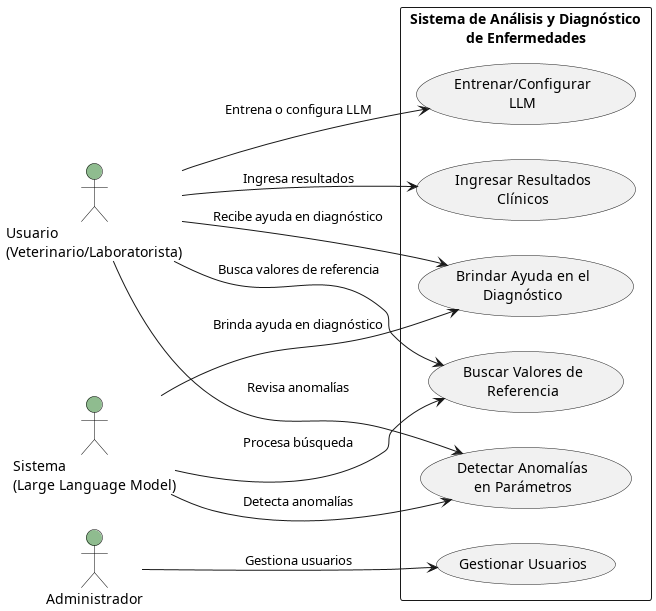 Sistema de Análisis y Diagnóstico
de Enfermedades
Entrenar/Configurar
LLM
Entrena o configura LLM
Ingresa resultados
Ingresar Resultados
Clínicos
Recibe ayuda en diagnóstico
Usuario
(Veterinario/Laboratorista)
Busca valores de referencia
Brindar Ayuda en el
Diagnóstico
Brinda ayuda en diagnóstico
Buscar Valores de
Referencia
Revisa anomalías
Procesa búsqueda
Sistema
(Large Language Model)
Detectar Anomalías
en Parámetros
Detecta anomalías
Gestiona usuarios
Gestionar Usuarios
Administrador